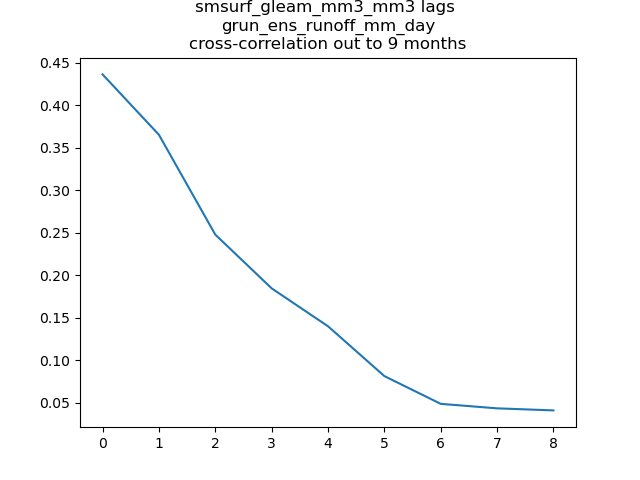 smsurf_gleam_mm3_mm3 lags
grun_ens_runoff_mm_day
cross-correlation out to 9 months
0.45
0.40
0.35
0.30
0.25
0.20
0.15
0.10
0.05
0 1 2 3 4 5 6 7 8